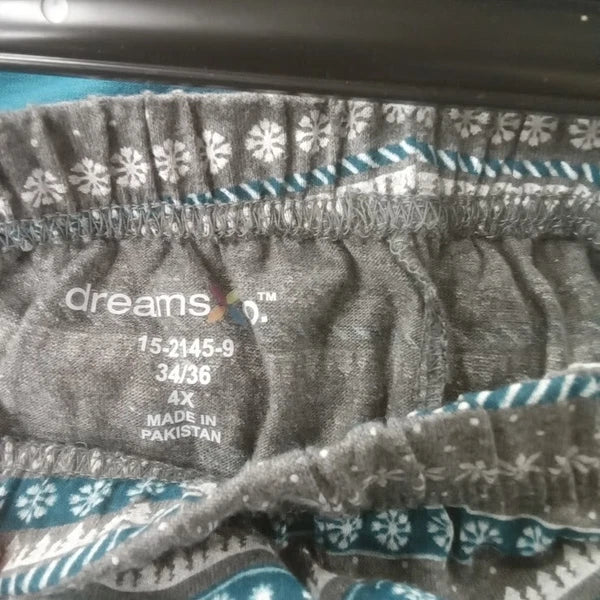 dreams & co.™
15-2145-9
34/36
4X
MADE IN
PAKISTAN